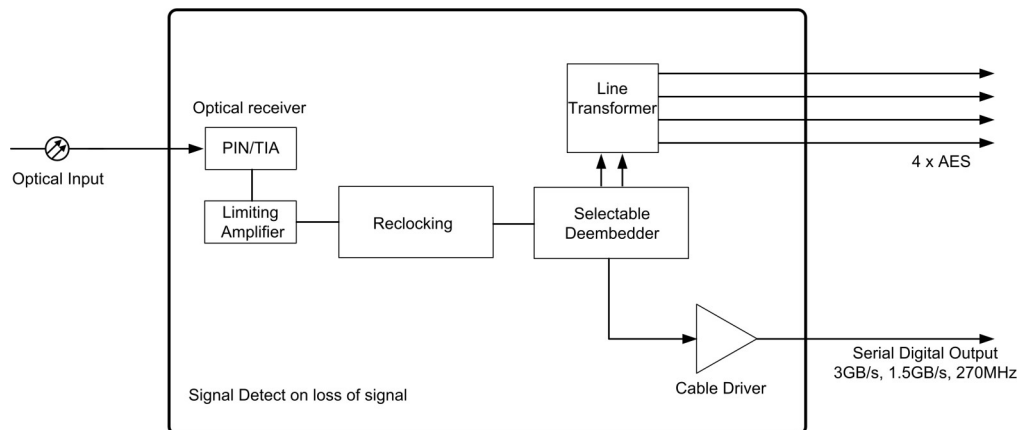 Optical receiver
PIN/TIA
Optical Input
Limiting
Amplifier
Reclocking
Selectable
Deembedder
Line
Transformer
4 x AES
Cable Driver
Serial Digital Output
3GB/s, 1.5GB/s, 270MHz
Signal Detect on loss of signal